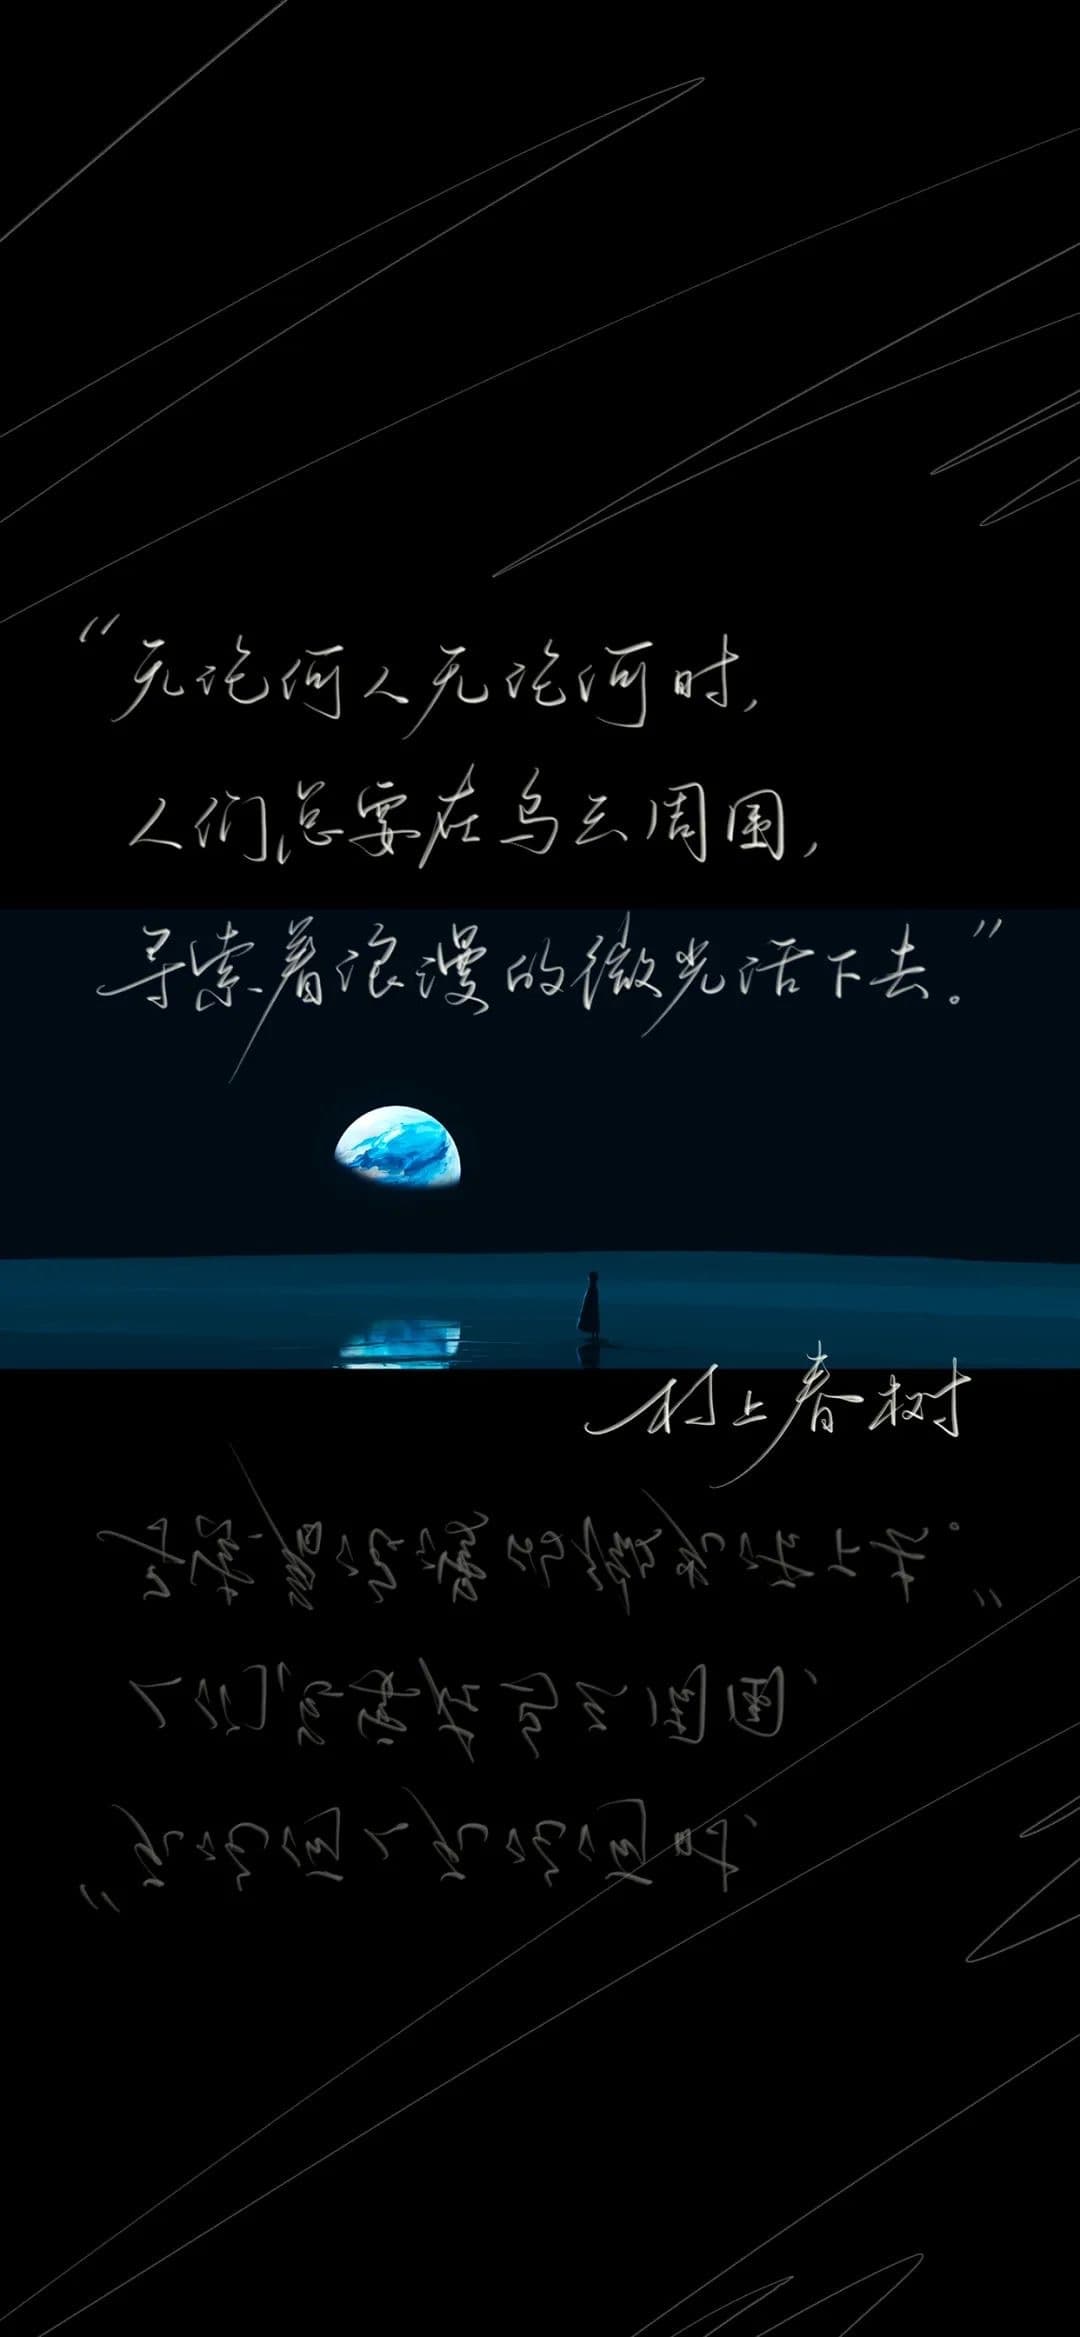 “无论何人无论何时，
人们总要在乌云周围，
寻索着浪漫的微光活下去。”
村上春树